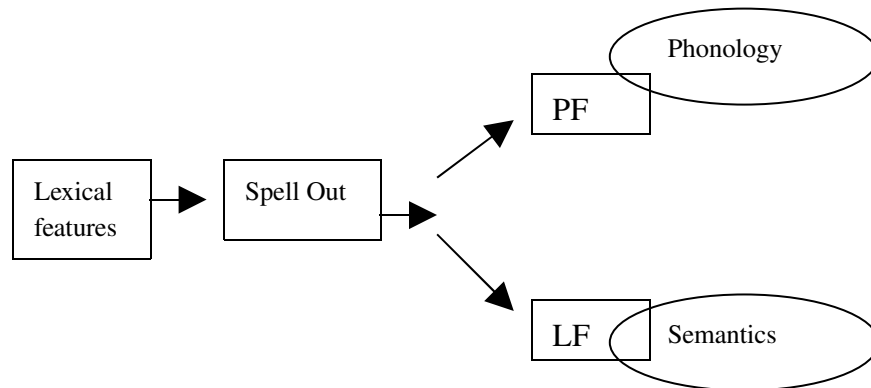 Phonology
PF
Lexical
features
Spell Out
LF
Semantics